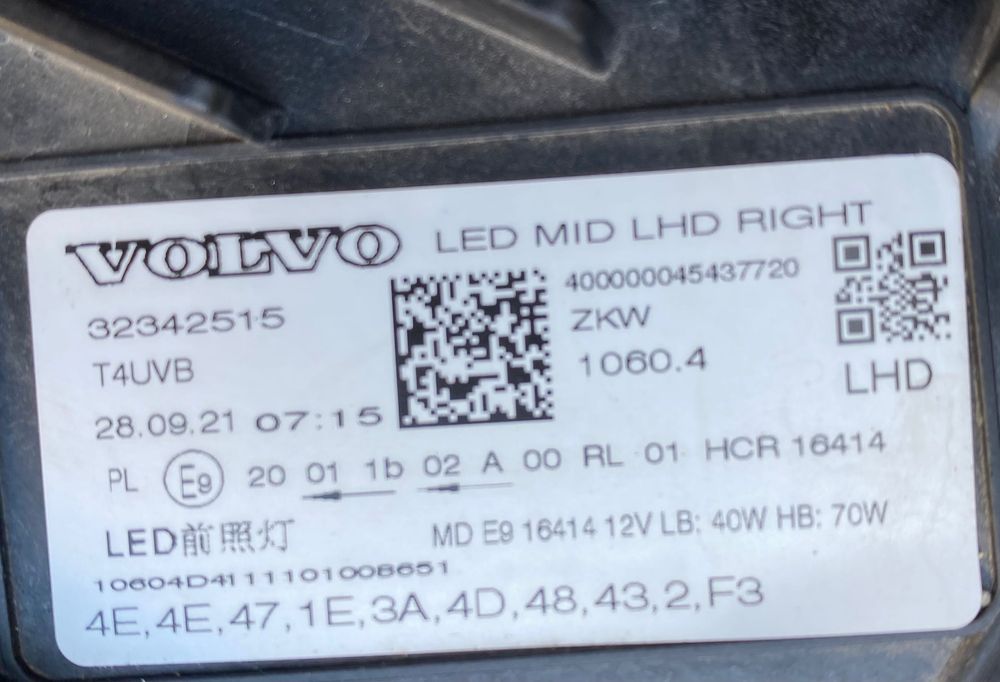 VOLVO LED MID LHD RIGHT
32342515
T4UVB
28.09.21 07:15
400000045437720
ZKW
1060.4
LHD
PL E9 20 01 1b 02 A 00 RL 01 HCR 16414
LED前照灯 MD E9 16414 12V LB: 40W HB: 70W
10604D4111101008651
4E,4E,47,1E,3A,4D,48,43,2,F3